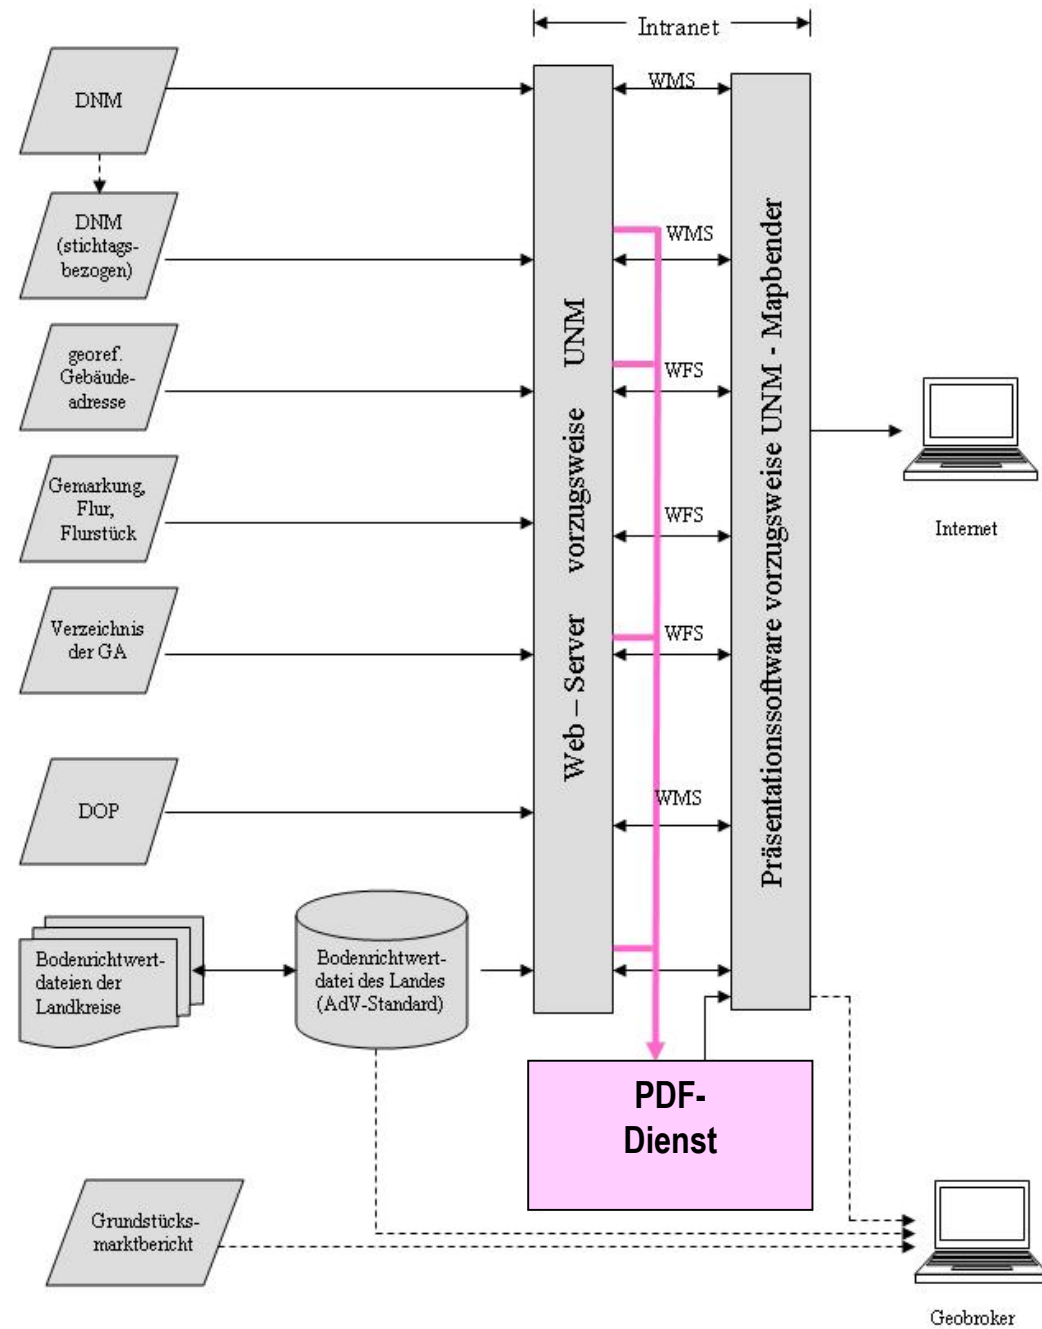 Intranet
DNM
WMS
DNM
(stichtags-
bezogen)
WMS
georef.
Gebäude-
adresse
WFS
Gemarkung,
Flur,
Flurstück
WFS
Verzeichnis
der GA
WFS
DOP
WMS
Bodenrichtwert-
dateien der
Landkreise
Bodenrichtwert-
datei des Landes
(AdV-Standard)
Web – Server vorzugsweise UNM
Präsentationssoftware vorzugsweise UNM - Mapbender
Internet
PDF-
Dienst
Grundstücks-
marktbericht
Geobroker